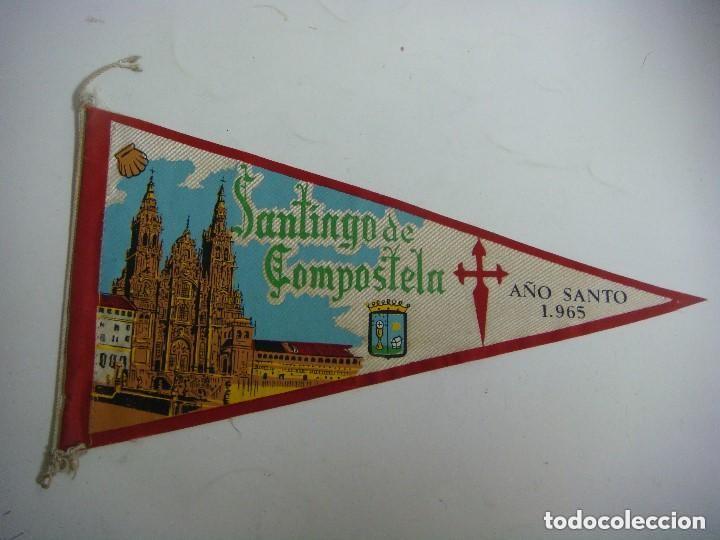 Santiago de
Compostela
AÑO SANTO
1.965
todocoleccion